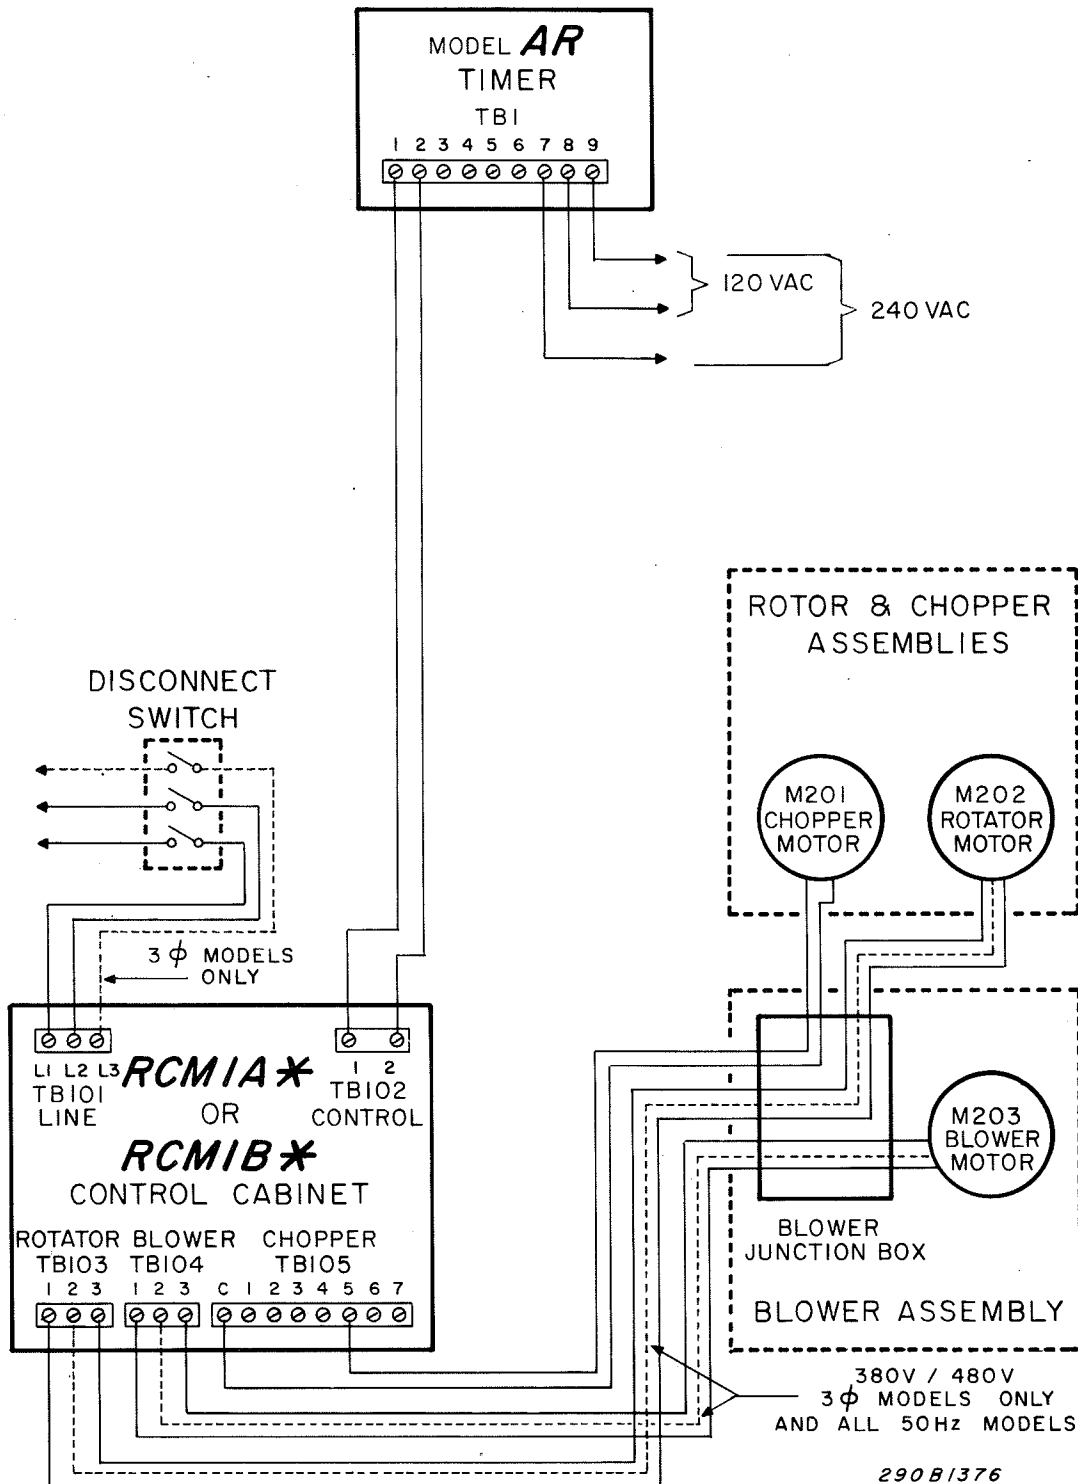 MODEL AR
TIMER
TB1
1 2 3 4 5 6 7 8 9
120 VAC
240 VAC
ROTOR & CHOPPER
ASSEMBLIES
DISCONNECT
SWITCH
M201
CHOPPER
MOTOR
M202
ROTATOR
MOTOR
3 ϕ MODELS
ONLY
L1 L2 L3
TB101
LINE
RCM1A*
OR
RCM1B*
CONTROL CABINET
1 2
TB102
CONTROL
M203
BLOWER
MOTOR
ROTATOR
TB103
1 2 3
BLOWER
TB104
1 2 3
CHOPPER
TB105
C 1 2 3 4 5 6 7
BLOWER
JUNCTION BOX
BLOWER ASSEMBLY
380V / 480V
3 ϕ MODELS ONLY
AND ALL 50Hz MODELS
290B1376